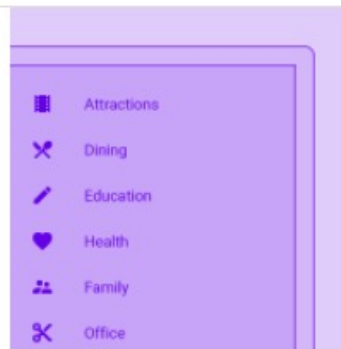 Attractions
Dining
Education
Health
Family
Office